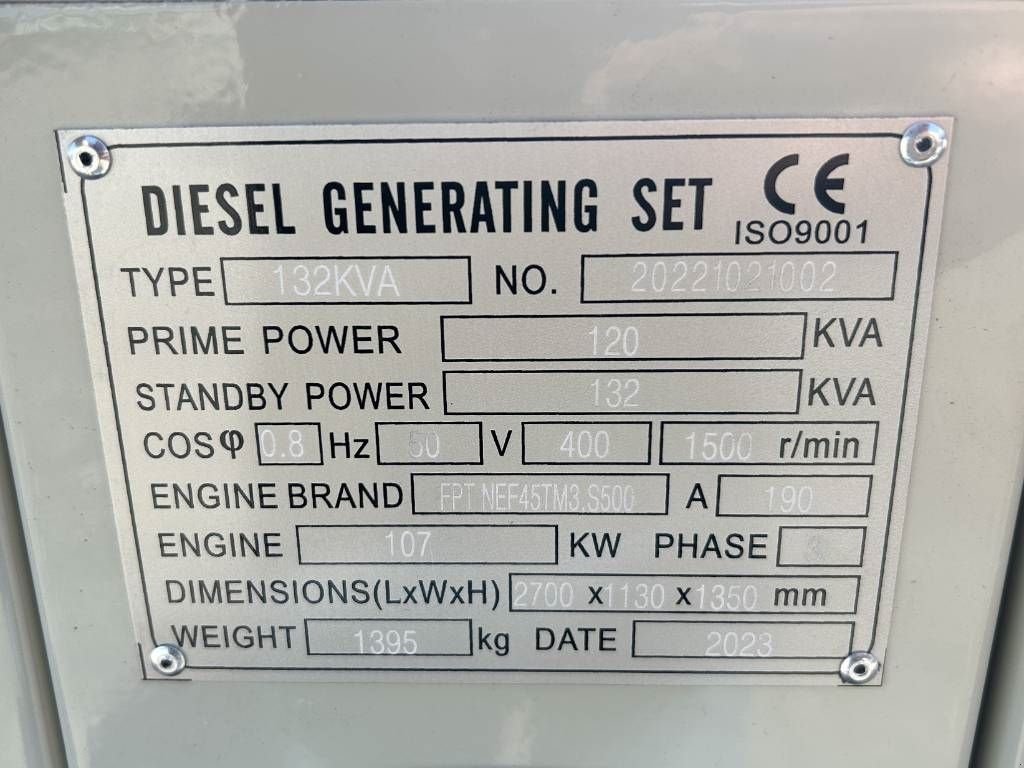 DIESEL GENERATING SET CE
ISO9001
TYPE 132KVA NO. 20221021002
PRIME POWER 120 KVA
STANDBY POWER 132 KVA
COSφ 0.8 Hz 50 V 400 1500 r/min
ENGINE BRAND FPT NEF45TM3.S500 A 190
ENGINE 107 KW PHASE 3
DIMENSIONS(LxWxH) 2700 x1130 x1350 mm
WEIGHT 1395 kg DATE 2023